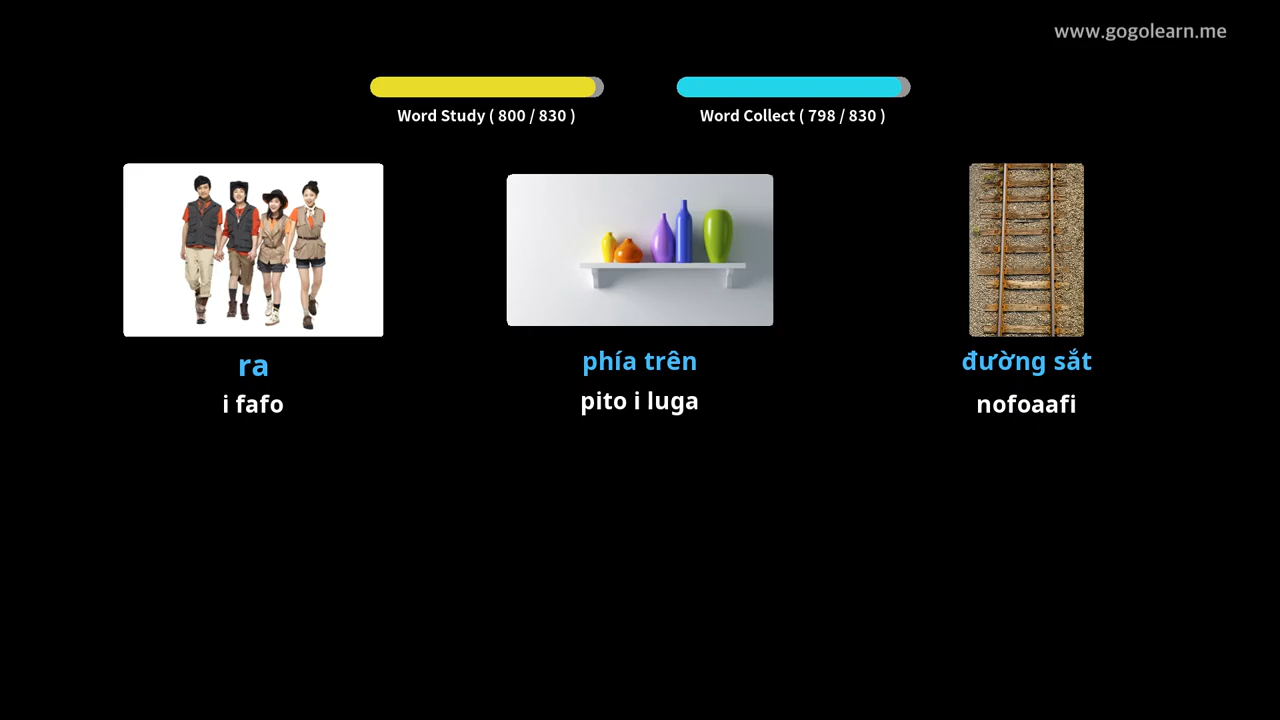 www.gogolearn.me
Word Study ( 800 / 830 )
Word Collect ( 798 / 830 )
ra
i fafo
phía trên
pito i luga
đường sắt
nofoaafi